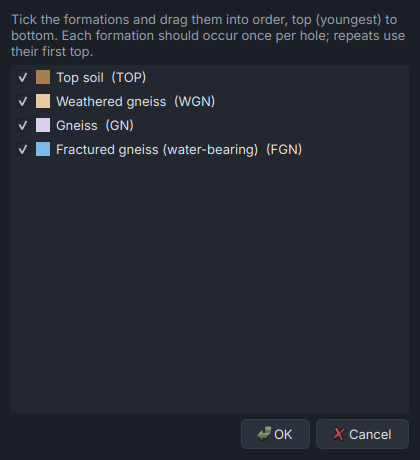 Tick the formations and drag them into order, top (youngest) to
bottom. Each formation should occur once per hole; repeats use
their first top.
Top soil (TOP)
Weathered gneiss (WGN)
Gneiss (GN)
Fractured gneiss (water-bearing) (FGN)
OK Cancel